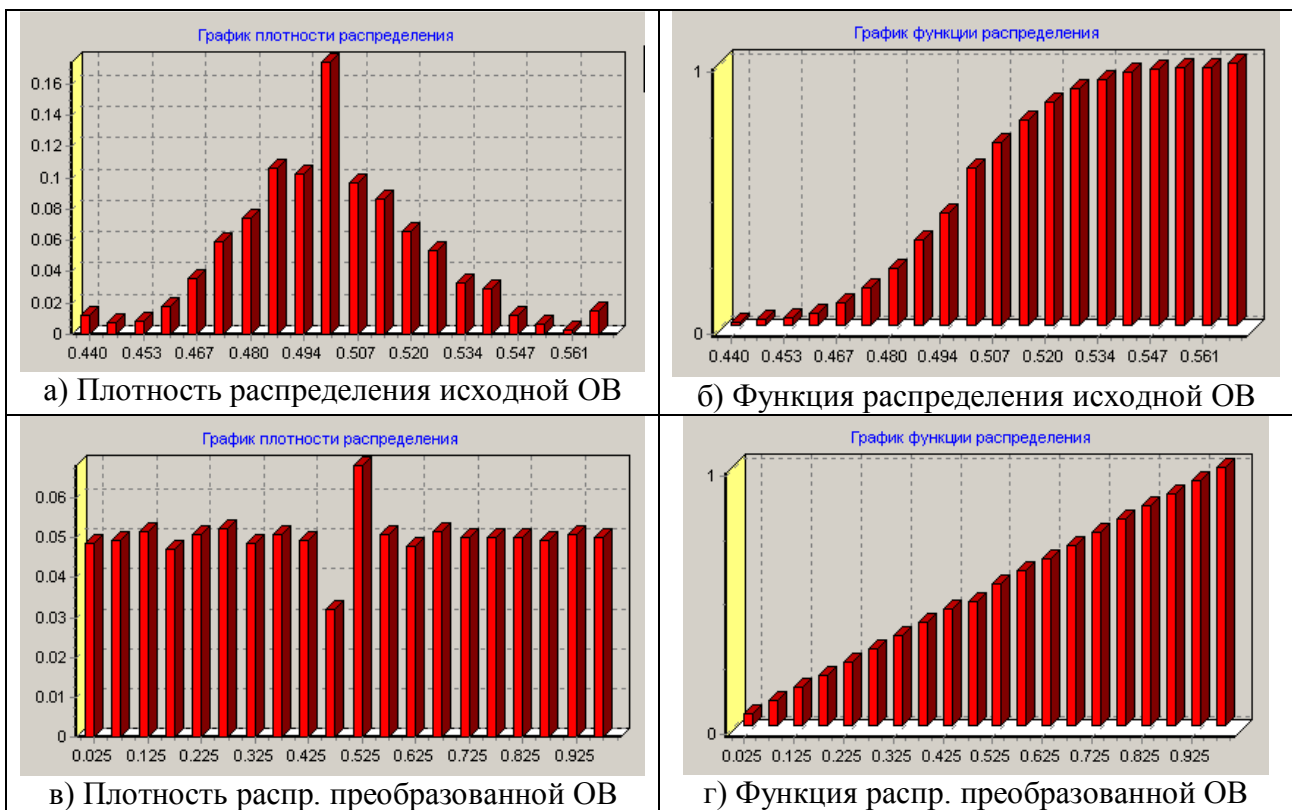 График плотности распределения
0.16
0.14
0.12
0.1
0.08
0.06
0.04
0.02
0
0.440 0.453 0.467 0.480 0.494 0.507 0.520 0.534 0.547 0.561
а) Плотность распределения исходной ОВ
График функции распределения
1
0
0.440 0.453 0.467 0.480 0.494 0.507 0.520 0.534 0.547 0.561
б) Функция распределения исходной ОВ
График плотности распределения
0.06
0.05
0.04
0.03
0.02
0.01
0
0.025 0.125 0.225 0.325 0.425 0.525 0.625 0.725 0.825 0.925
в) Плотность распр. преобразованной ОВ
График функции распределения
1
0
0.025 0.125 0.225 0.325 0.425 0.525 0.625 0.725 0.825 0.925
г) Функция распр. преобразованной ОВ